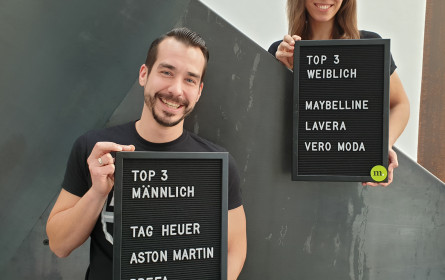 TOP 3
MÄNNLICH
TAG HEUER
ASTON MARTIN
TOP 3
WEIBLICH
MAYBELLINE
LAVERA
VERO MODA
m